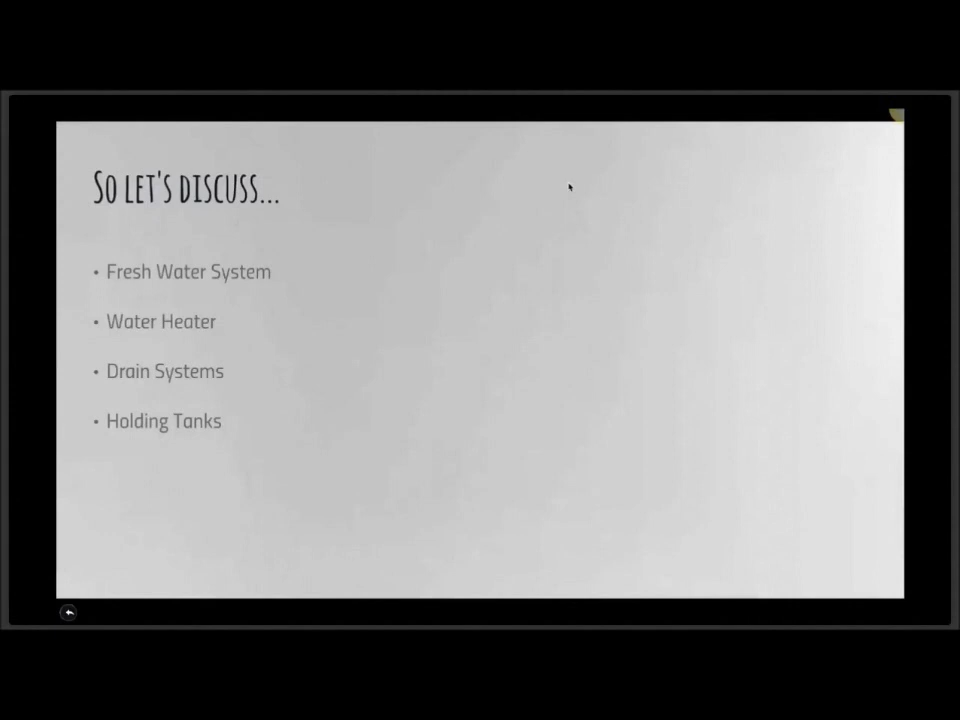 So let's discuss...
• Fresh Water System
• Water Heater
• Drain Systems
• Holding Tanks